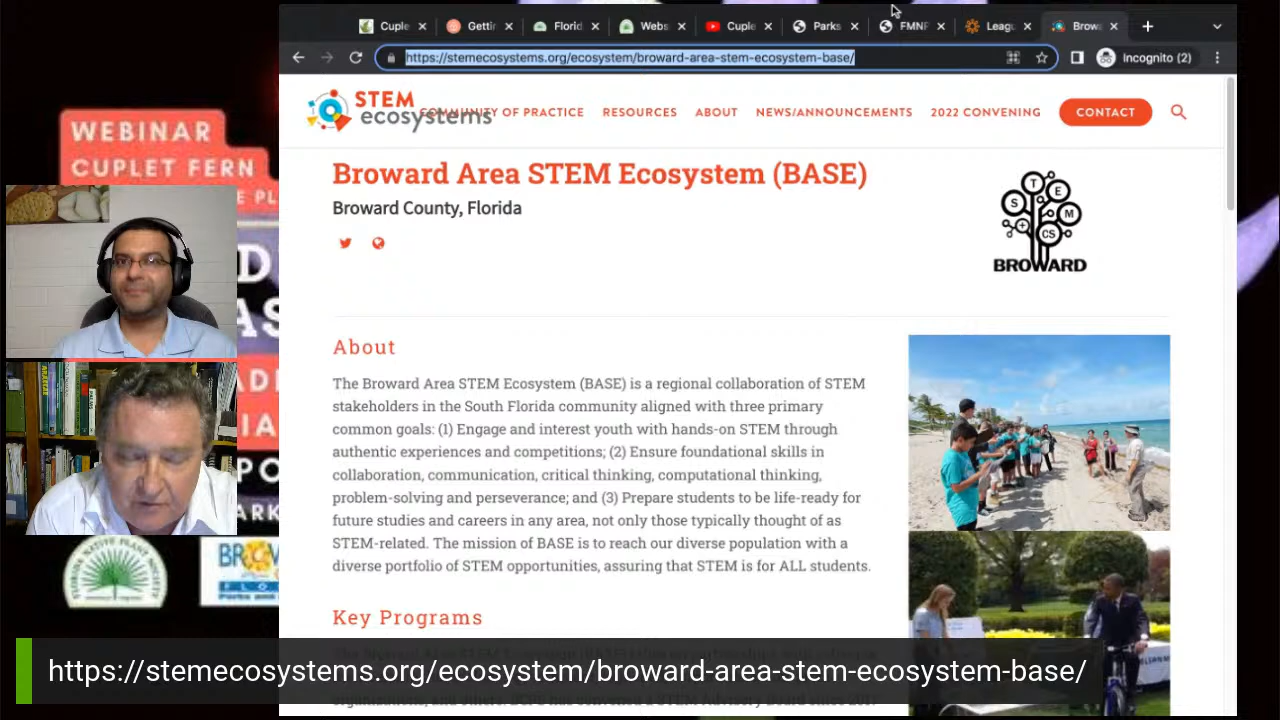 Cuple
Gettin
Florid
Webs
Cuple
Parks
FMNP
Leagu
Brow
https://stemecosystems.org/ecosystem/broward-area-stem-ecosystem-base/
Incognito (2)
STEM
ecosystems
COMMUNITY OF PRACTICE
RESOURCES
ABOUT
NEWS/ANNOUNCEMENTS
2022 CONVENING
CONTACT
WEBINAR
CUPLET FERN
Broward Area STEM Ecosystem (BASE)
Broward County, Florida
S T E M + CS
BROWARD
About
The Broward Area STEM Ecosystem (BASE) is a regional collaboration of STEM
stakeholders in the South Florida community aligned with three primary
common goals: (1) Engage and interest youth with hands-on STEM through
authentic experiences and competitions; (2) Ensure foundational skills in
collaboration, communication, critical thinking, computational thinking,
problem-solving and perseverance; and (3) Prepare students to be life-ready for
future studies and careers in any area, not only those typically thought of as
STEM-related. The mission of BASE is to reach our diverse population with a
diverse portfolio of STEM opportunities, assuring that STEM is for ALL students.
Key Programs
https://stemecosystems.org/ecosystem/broward-area-stem-ecosystem-base/